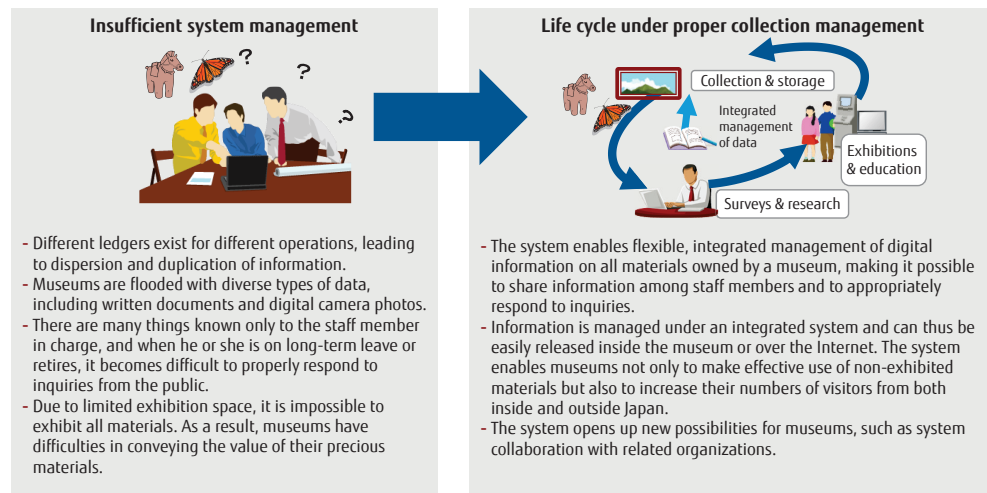 Insufficient system management
?
?
?
- Different ledgers exist for different operations, leading
to dispersion and duplication of information.
- Museums are flooded with diverse types of data,
including written documents and digital camera photos.
- There are many things known only to the staff member
in charge, and when he or she is on long-term leave or
retires, it becomes difficult to properly respond to
inquiries from the public.
- Due to limited exhibition space, it is impossible to
exhibit all materials. As a result, museums have
difficulties in conveying the value of their precious
materials.
Life cycle under proper collection management
Collection & storage
Integrated
management
of data
Exhibitions
& education
Surveys & research
- The system enables flexible, integrated management of digital
information on all materials owned by a museum, making it possible
to share information among staff members and to appropriately
respond to inquiries.
- Information is managed under an integrated system and can thus be
easily released inside the museum or over the Internet. The system
enables museums not only to make effective use of non-exhibited
materials but also to increase their numbers of visitors from both
inside and outside Japan.
- The system opens up new possibilities for museums, such as system
collaboration with related organizations.